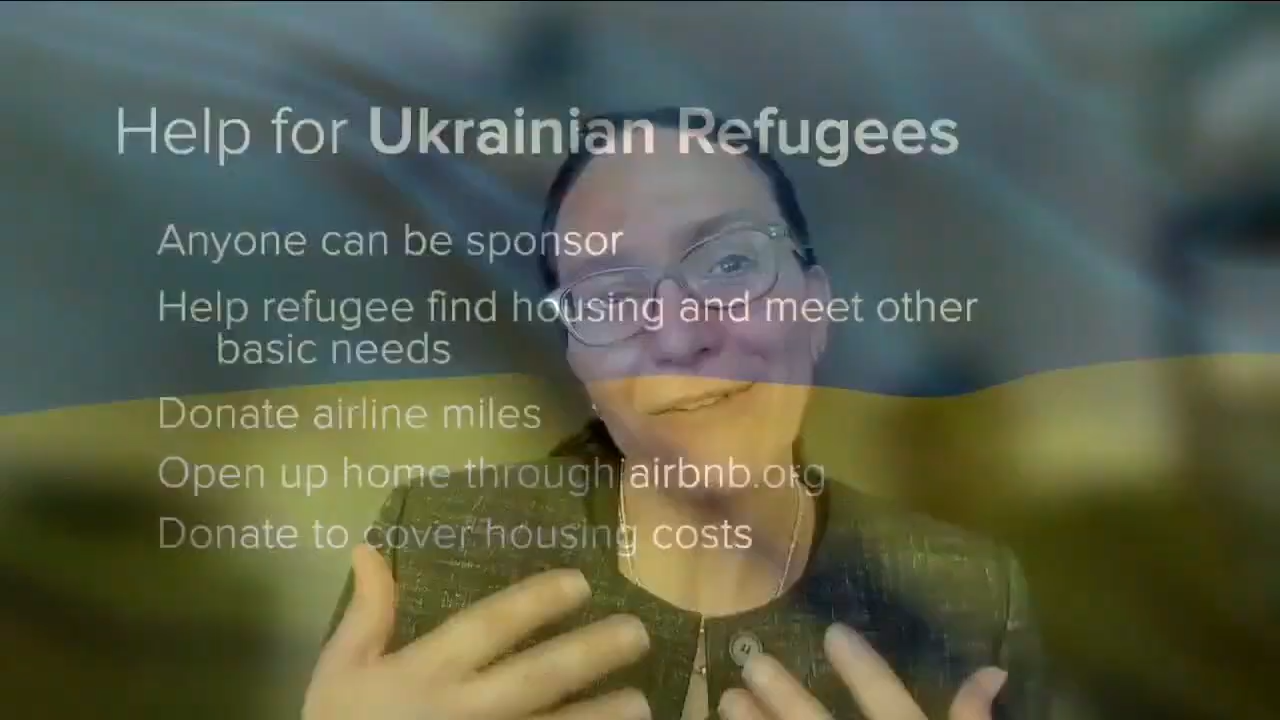 Help for Ukrainian Refugees
Anyone can be sponsor
Help refugee find housing and meet other
basic needs
Donate airline miles
Open up home through airbnb.org
Donate to cover housing costs